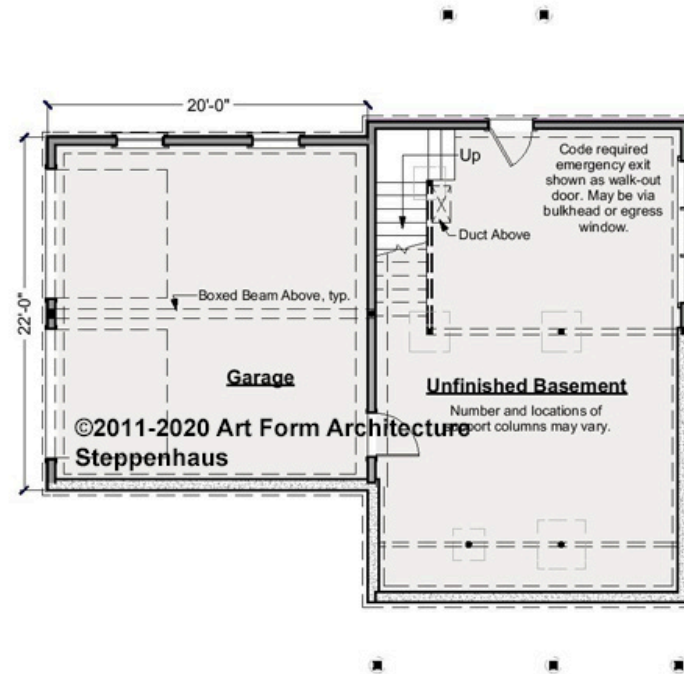 20'-0"
Up
Code required
emergency exit
shown as walk-out
door. May be via
bulkhead or egress
window.
Duct Above
22'-0"
Boxed Beam Above, typ.
Garage
Unfinished Basement
Number and locations of
support columns may vary.
©2011-2020 Art Form Architecture
Steppenhaus